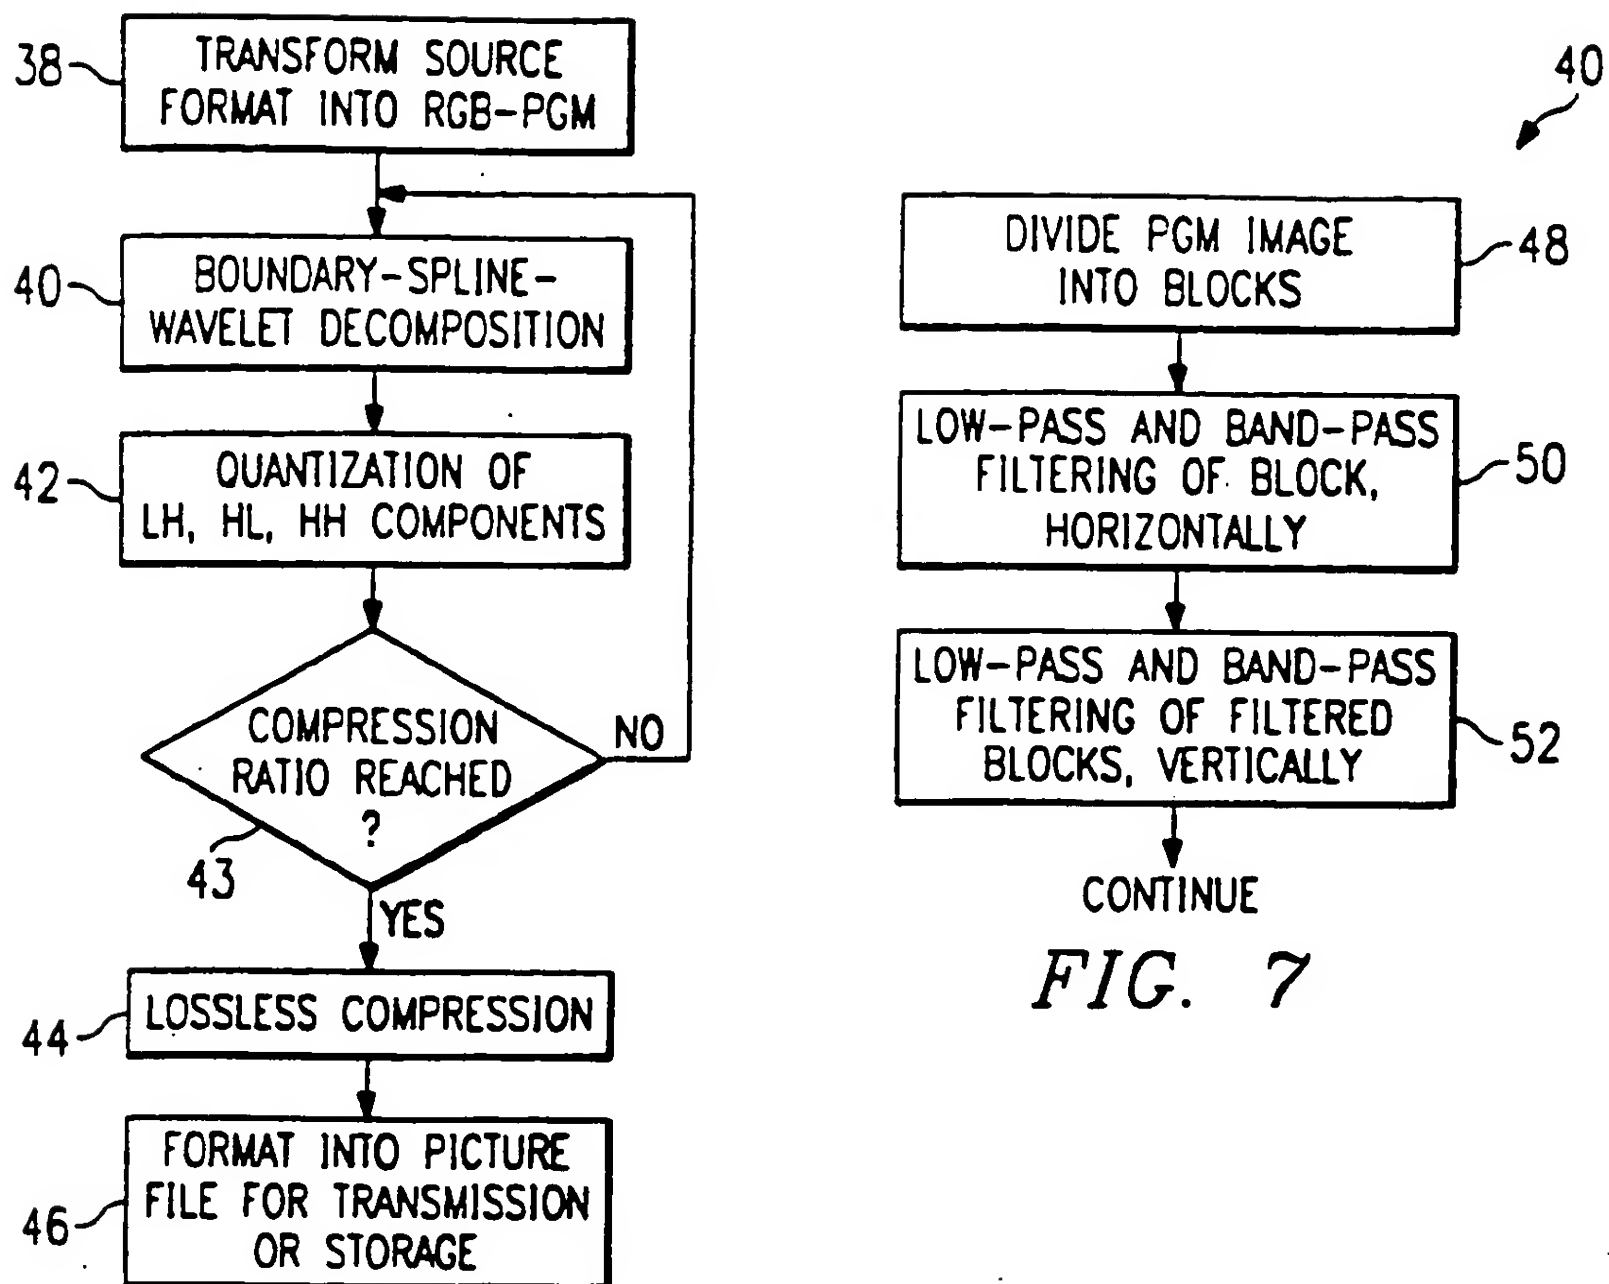 38
TRANSFORM SOURCE
FORMAT INTO RGB-PGM
40
BOUNDARY-SPLINE-
WAVELET DECOMPOSITION
42
QUANTIZATION OF
LH, HL, HH COMPONENTS
COMPRESSION
RATIO REACHED
?
NO
43
YES
44
LOSSLESS COMPRESSION
46
FORMAT INTO PICTURE
FILE FOR TRANSMISSION
OR STORAGE
40
DIVIDE PGM IMAGE
INTO BLOCKS
48
LOW-PASS AND BAND-PASS
FILTERING OF BLOCK,
HORIZONTALLY
50
LOW-PASS AND BAND-PASS
FILTERING OF FILTERED
BLOCKS, VERTICALLY
52
CONTINUE
FIG. 7